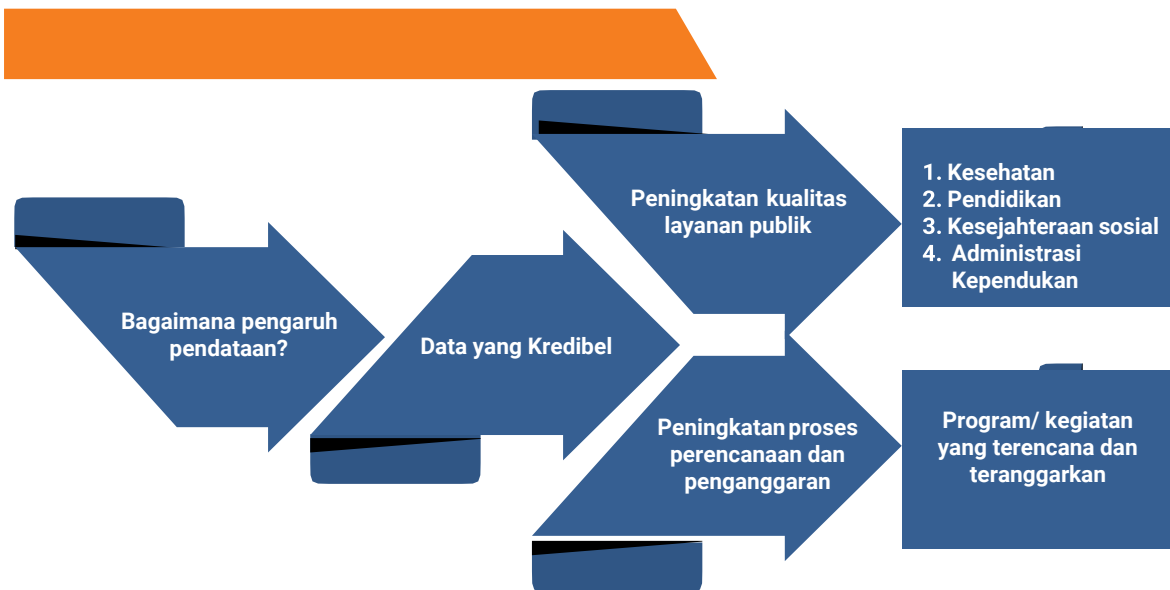 Bagaimana pengaruh
pendataan?
Data yang Kredibel
Peningkatan kualitas
layanan publik
1. Kesehatan
2. Pendidikan
3. Kesejahteraan sosial
4. Administrasi
Kependukan
Peningkatan proses
perencanaan dan
penganggaran
Program/ kegiatan
yang terencana dan
teranggarkan